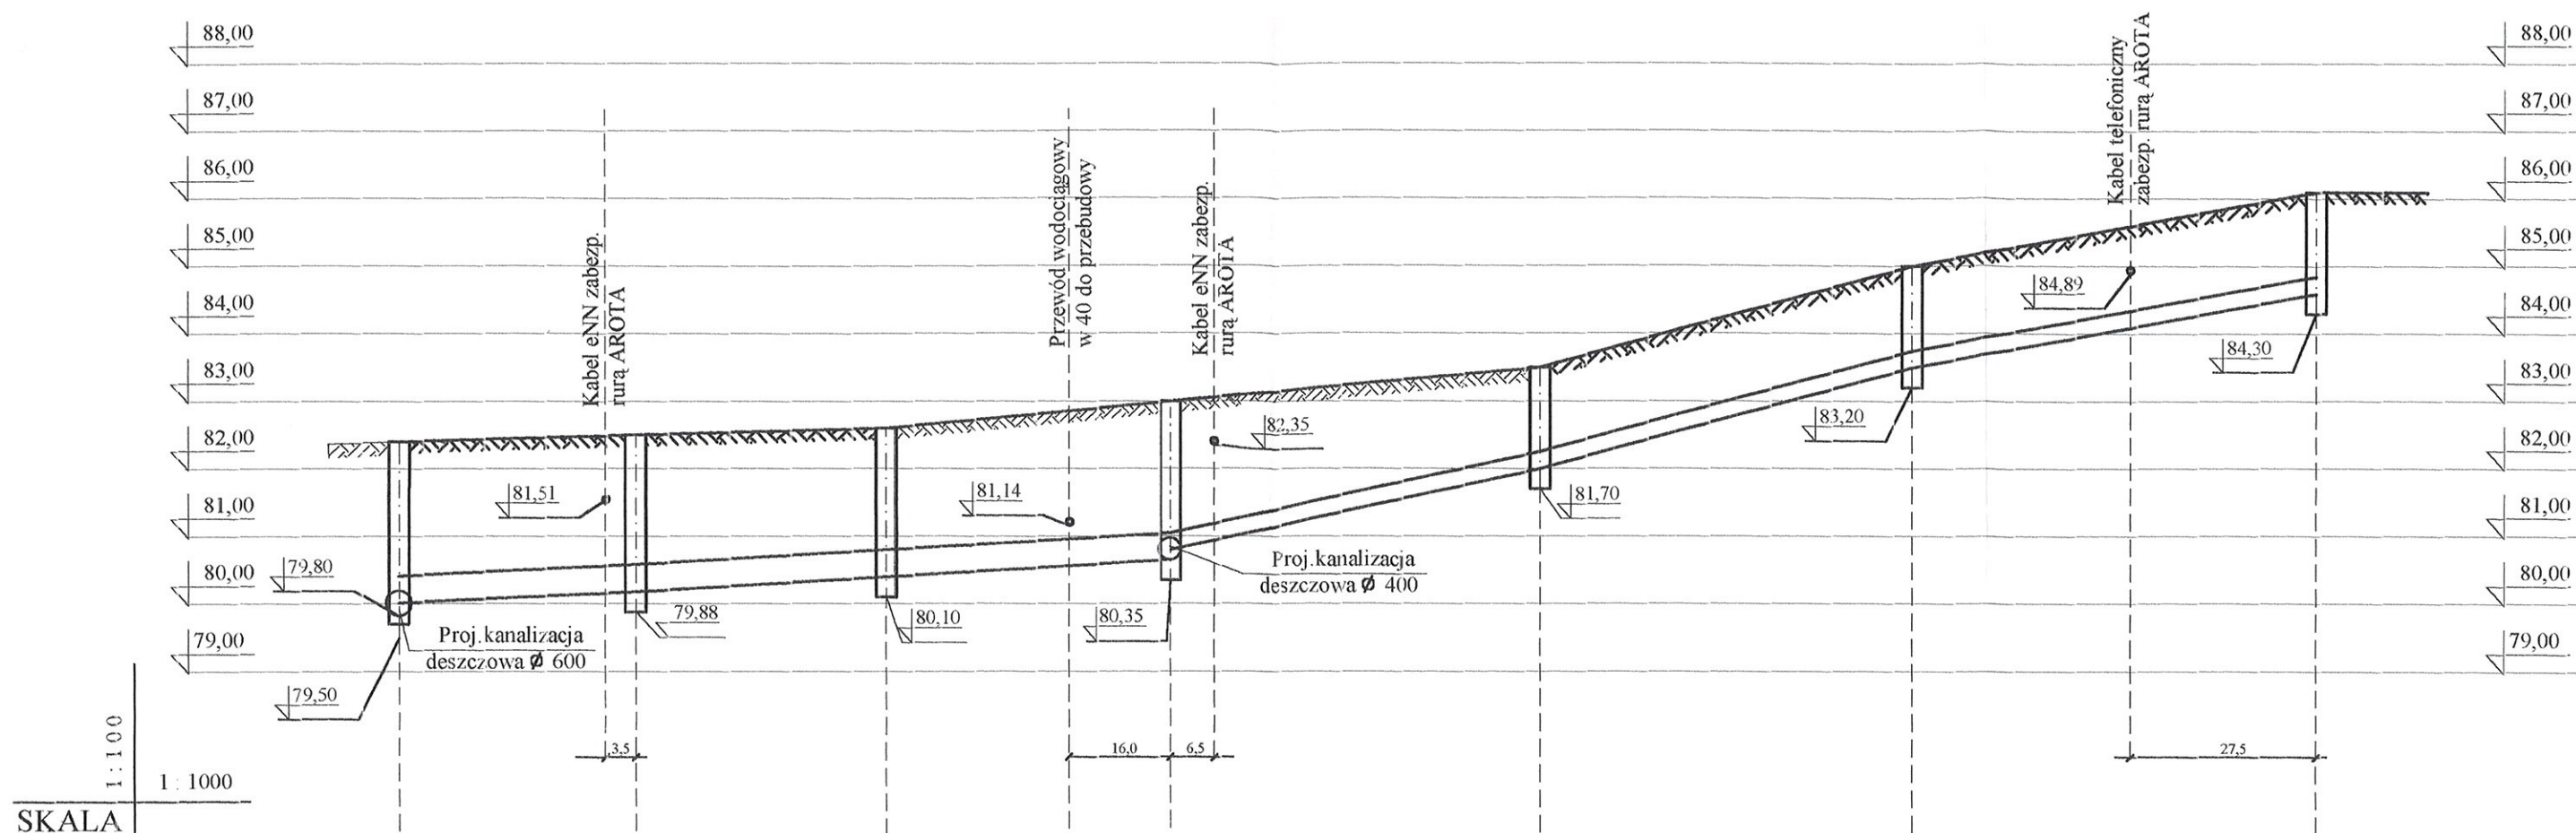 88,00
88,00
87,00
87,00
86,00
86,00
85,00
85,00
84,00
84,00
83,00
83,00
82,00
82,00
81,00
81,00
80,00
80,00
79,00
79,00
Kabel eNN zabezp.
rurą AROTA
Przewód wodociągowy
w 40 do przebudowy
Kabel eNN zabezp.
rurą AROTA
Kabel telefoniczny
zabezp. rurą AROTA
84,89
84,30
82,35
83,20
81,51
81,14
81,70
79,80
Proj.kanalizacja
deszczowa Ø 400
79,88
80,10
80,35
Proj.kanalizacja
deszczowa Ø 600
79,50
3,5
16,0
6,5
27,5
1:100
1 : 1000
SKALA